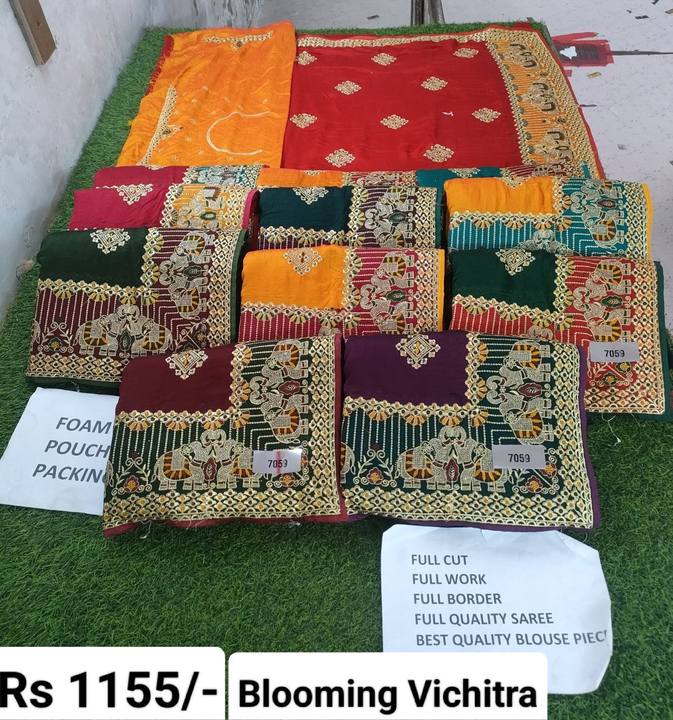 7059
7059
7059
FOAM
POUCH
PACKING
FULL CUT
FULL WORK
FULL BORDER
FULL QUALITY SAREE
BEST QUALITY BLOUSE PIEC
Rs 1155/-
Blooming Vichitra